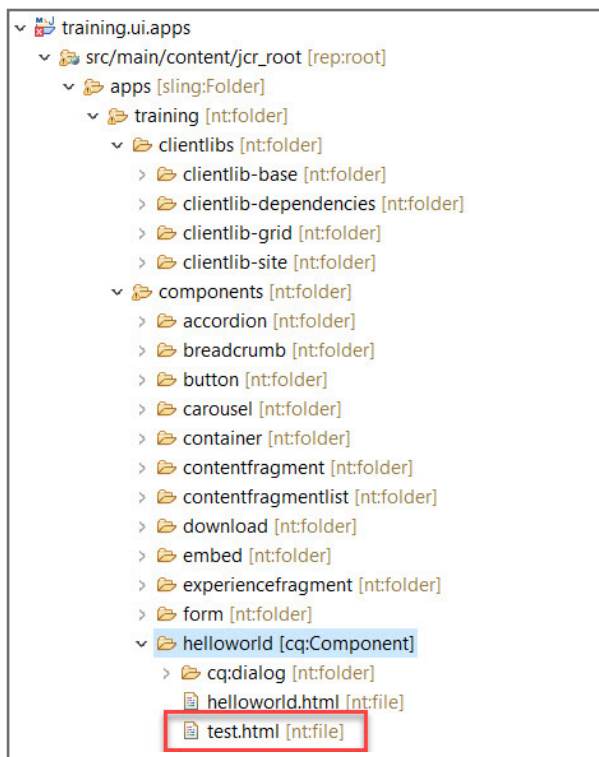 training.ui.apps
src/main/content/jcr_root [rep:root]
apps [sling:Folder]
training [nt:folder]
clientlibs [nt:folder]
clientlib-base [nt:folder]
clientlib-dependencies [nt:folder]
clientlib-grid [nt:folder]
clientlib-site [nt:folder]
components [nt:folder]
accordion [nt:folder]
breadcrumb [nt:folder]
button [nt:folder]
carousel [nt:folder]
container [nt:folder]
contentfragment [nt:folder]
contentfragmentlist [nt:folder]
download [nt:folder]
embed [nt:folder]
experiencefragment [nt:folder]
form [nt:folder]
helloworld [cq:Component]
cq:dialog [nt:folder]
helloworld.html [nt:file]
test.html [nt:file]